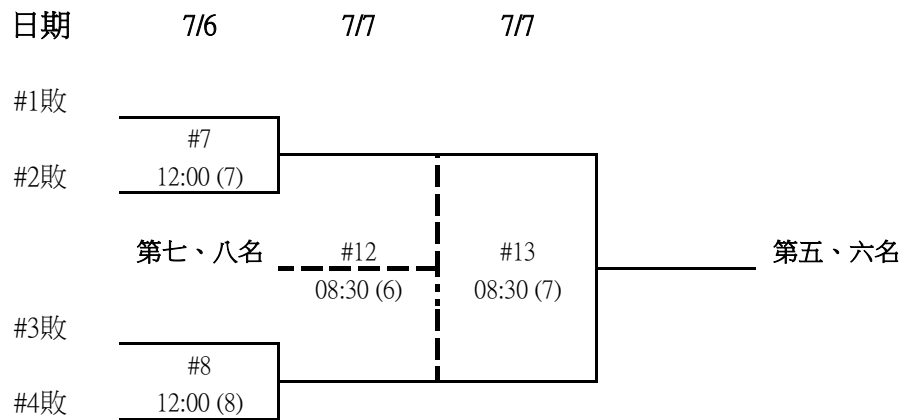 日期 7/6 7/7 7/7
#1敗
#7
#2敗 12:00 (7)
第七、八名 #12 #13 第五、六名
08:30 (6) 08:30 (7)
#3敗
#8
#4敗 12:00 (8)